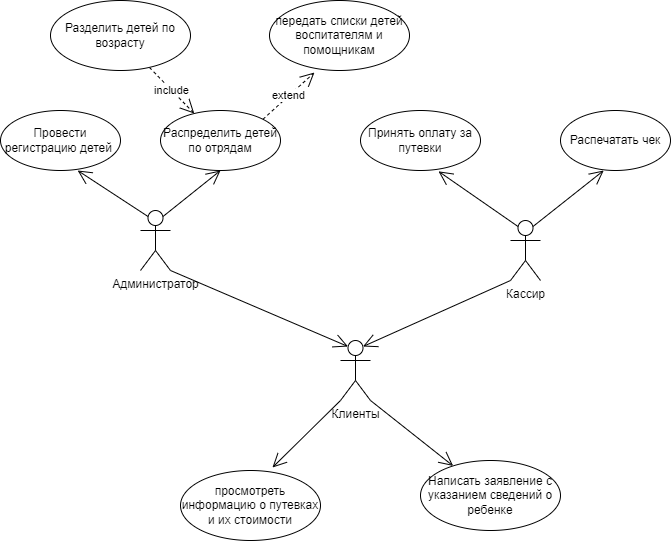 Разделить детей по
возрасту
передать списки детей
воспитателям и
помощникам
include
extend
Провести
регистрацию детей
Распределить детей
по отрядам
Принять оплату за
путевки
Распечатать чек
Администратор
Кассир
Клиенты
просмотреть
информацию о путевках
и их стоимости
Написать заявление с
указанием сведений о
ребенке